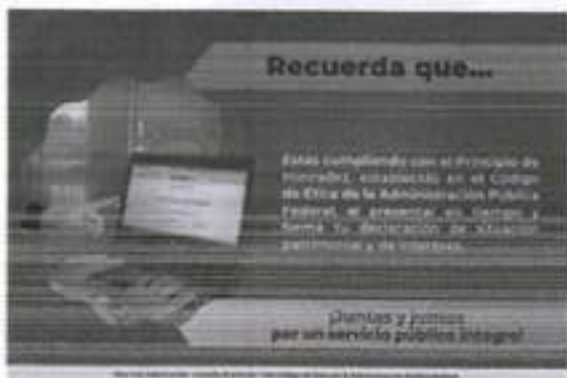 Recuerda que...
Estás cumpliendo con el Principio de
Honradez, establecido en el Código
de Ética de la Administración Pública
Federal, al presentar en tiempo y
forma tu declaración de situación
patrimonial y de intereses.
¡Juntas y juntos
por un servicio público íntegro!